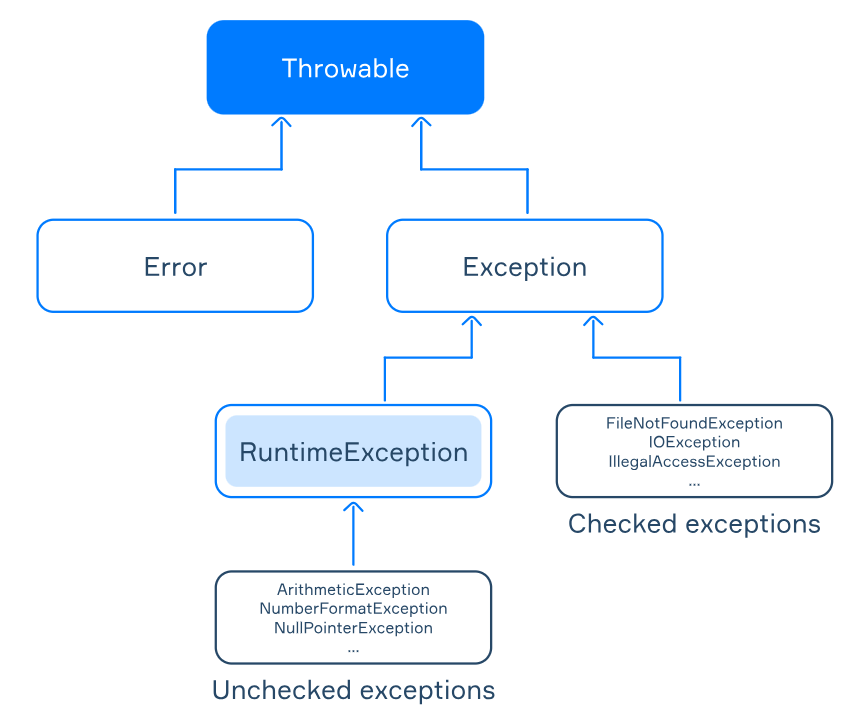 Throwable
Error
Exception
RuntimeException
FileNotFoundException
IOException
IllegalAccessException
...
Checked exceptions
ArithmeticException
NumberFormatException
NullPointerException
...
Unchecked exceptions